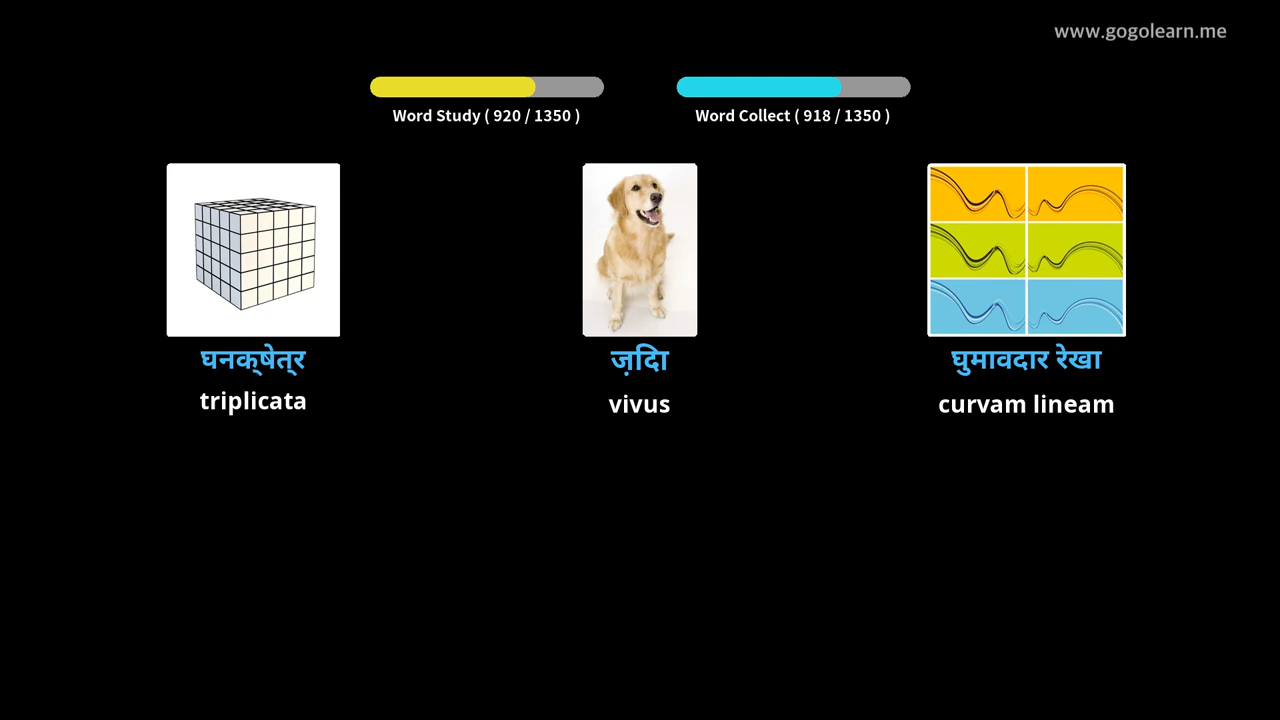 www.gogolearn.me
Word Study ( 920 / 1350 )
Word Collect ( 918 / 1350 )
घनक्षेत्र
ज़िदा
घुमावदार रेखा
triplicata
vivus
curvam lineam